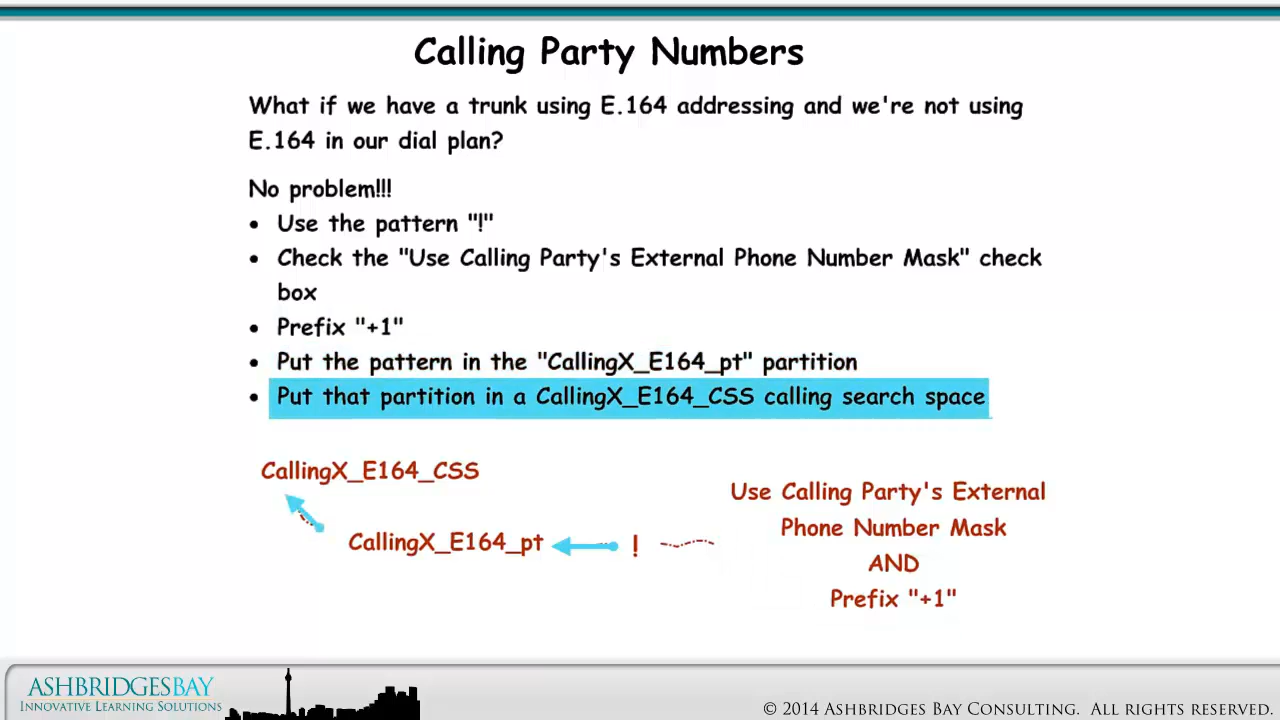 Calling Party Numbers
What if we have a trunk using E.164 addressing and we're not using
E.164 in our dial plan?
No problem!!!
• Use the pattern "!"
• Check the "Use Calling Party's External Phone Number Mask" check
box
• Prefix "+1"
• Put the pattern in the "CallingX_E164_pt" partition
• Put that partition in a CallingX_E164_CSS calling search space
CallingX_E164_CSS
CallingX_E164_pt
!
Use Calling Party's External
Phone Number Mask
AND
Prefix "+1"
ASHBRIDGESBAY
INNOVATIVE LEARNING SOLUTIONS
© 2014 ASHBRIDGES BAY CONSULTING. ALL RIGHTS RESERVED.